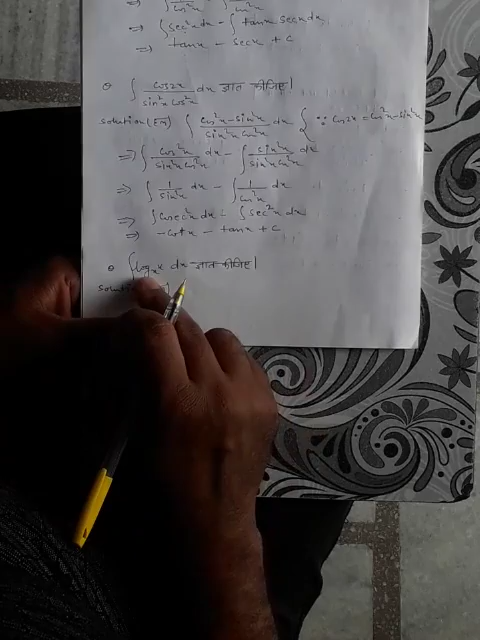 ⇒ ∫sec²x dx - ∫ tanx secx dx
⇒ tanx - secx + c
∫ cos2x / sin²x cos²x dx ज्ञात कीजिए।
solution (हल) ∫ cos²x - sin²x / sin²x cos²x dx { ∵ cos2x = cos²x - sin²x
⇒ ∫ cos²x / sin²x cos²x dx - ∫ sin²x / sin²x cos²x dx
⇒ ∫ 1 / sin²x dx - ∫ 1 / cos²x dx
⇒ ∫ cosec²x dx - ∫ sec²x dx
⇒ -cotx - tanx + c
∫ logₓx dx ज्ञात कीजिए।